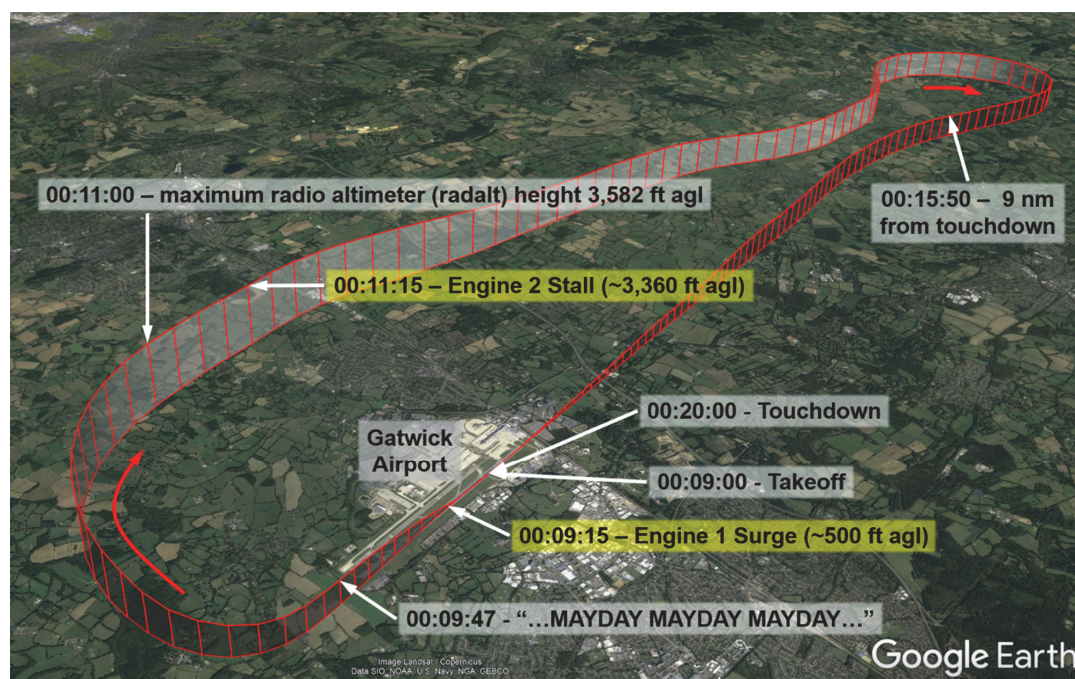 00:11:00 – maximum radio altimeter (radalt) height 3,582 ft agl
00:15:50 – 9 nm
from touchdown
00:11:15 – Engine 2 Stall (~3,360 ft agl)
00:20:00 - Touchdown
Gatwick
Airport
00:09:00 - Takeoff
00:09:15 – Engine 1 Surge (~500 ft agl)
00:09:47 - “…MAYDAY MAYDAY MAYDAY…”
Image Landsat / Copernicus
Data SIO, NOAA, U.S. Navy, NGA, GEBCO
Google Earth